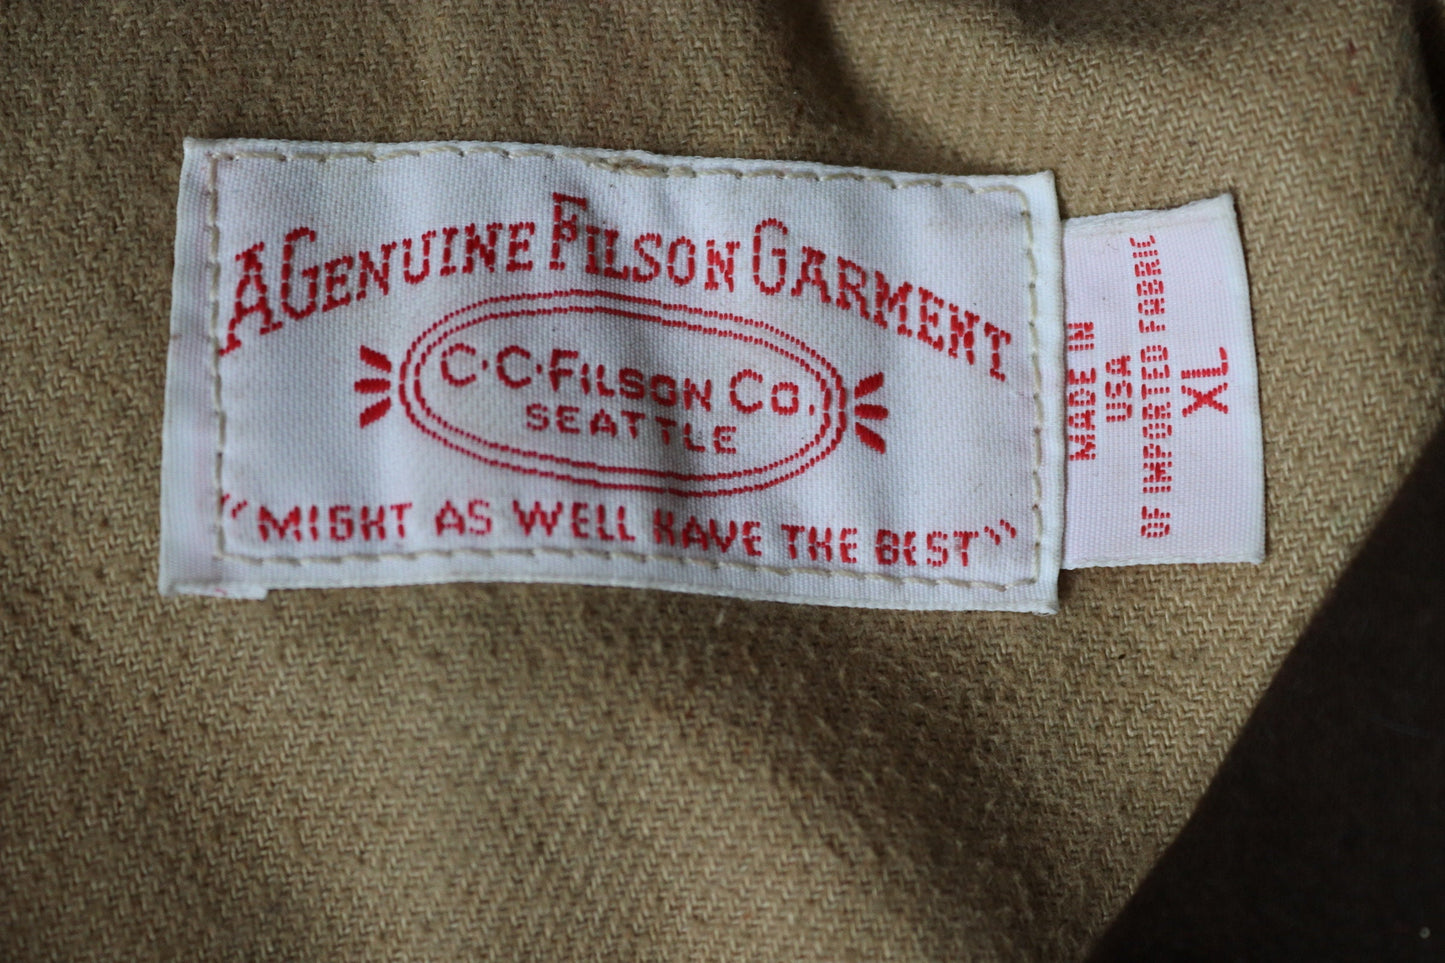 A GENUINE FILSON GARMENT
C·C·FILSON CO.
SEATTLE
"MIGHT AS WELL HAVE THE BEST"
MADE IN
USA
OF IMPORTED FABRIC
XL